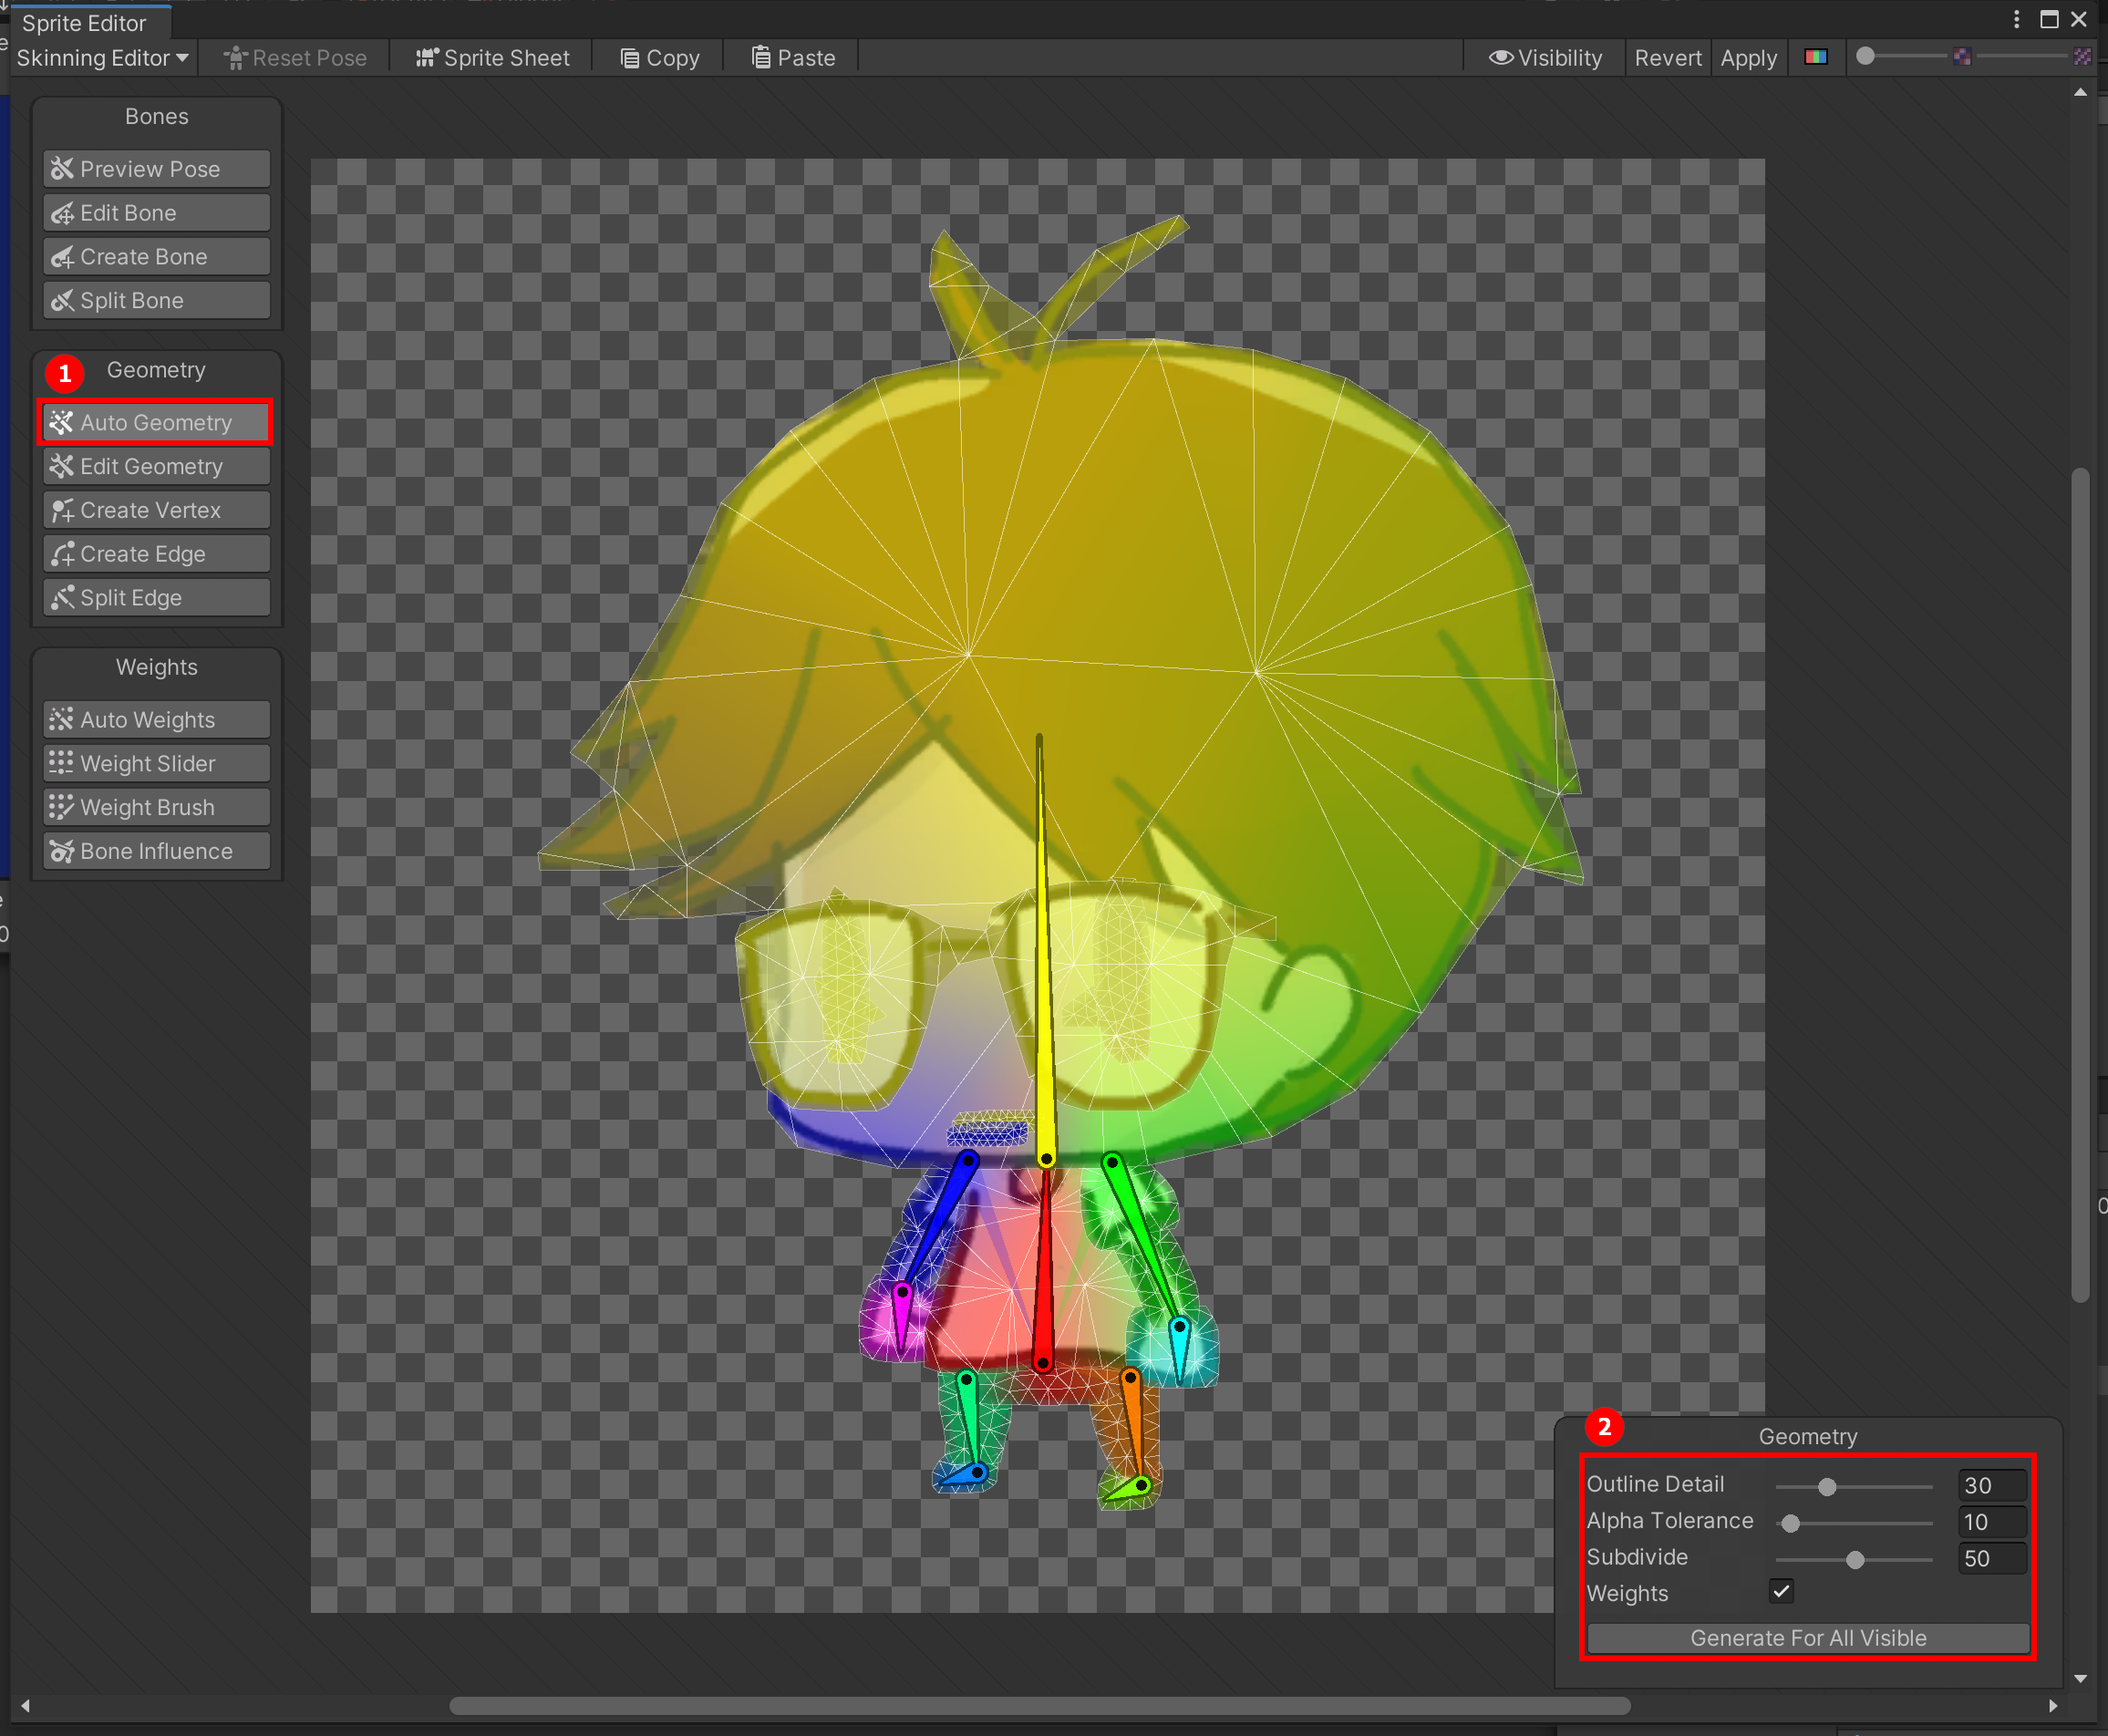 Sprite Editor
Skinning Editor Reset Pose Sprite Sheet Copy Paste Visibility Revert Apply
Bones
Preview Pose
Edit Bone
Create Bone
Split Bone
1 Geometry
Auto Geometry
Edit Geometry
Create Vertex
Create Edge
Split Edge
Weights
Auto Weights
Weight Slider
Weight Brush
Bone Influence
2
Geometry
Outline Detail 30
Alpha Tolerance 10
Subdivide 50
Weights
Generate For All Visible